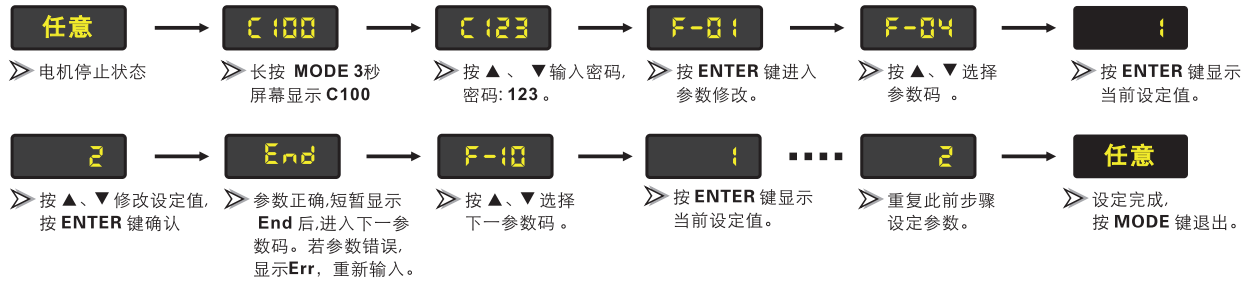 任意
C100
C123
F-01
F-04
1
电机停止状态
长按 MODE 3秒
屏幕显示 C100
按 ▲ 、 ▼输入密码,
密码: 123 。
按 ENTER 键进入
参数修改。
按 ▲、▼ 选择
参数码 。
按 ENTER 键显示
当前设定值。
2
End
F-10
1
2
任意
按 ▲、▼ 修改设定值,
按 ENTER 键确认
参数正确,短暂显示
End 后,进入下一参
数码。若参数错误,
显示Err，重新输入。
按 ▲、▼ 选择
下一参数码 。
按 ENTER 键显示
当前设定值。
重复此前步骤
设定参数。
设定完成,
按 MODE 键退出。